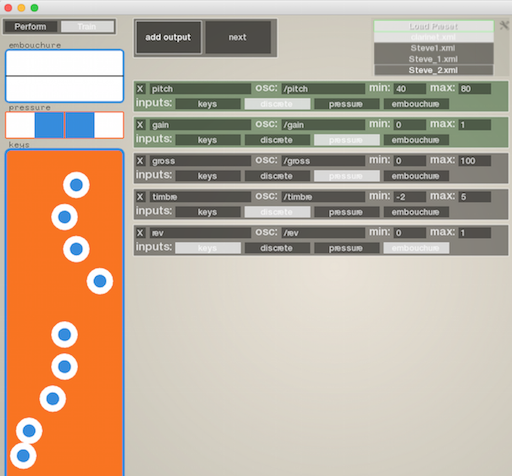 Perform Train
embouchure
pressure
keys
add output next
Load Preset
Steve1.xml
Steve_1.xml
Steve_2.xml
X pitch osc: /pitch min: 40 max: 80
inputs: keys discrete pressure embouchure
X gain osc: /gain min: 0 max: 1
inputs: keys discrete pressure embouchure
X gross osc: /gross min: 0 max: 100
inputs: keys discrete pressure embouchure
X timbre osc: /timbre min: -2 max: 5
inputs: keys discrete pressure embouchure
X rev osc: /rev min: 0 max: 1
inputs: keys discrete pressure embouchure